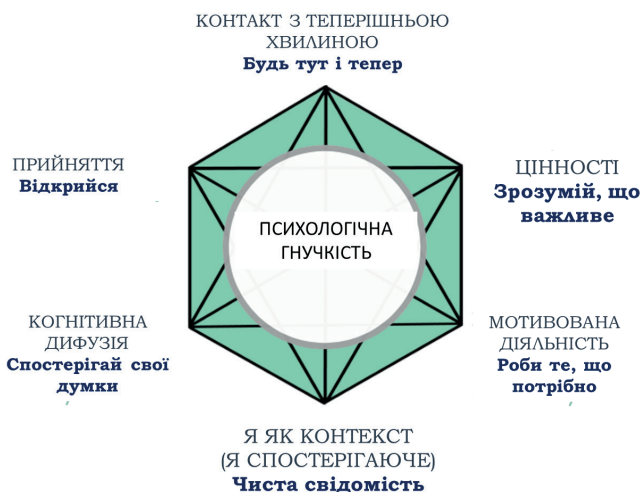 КОНТАКТ З ТЕПЕРІШНЬОЮ
ХВИЛИНОЮ
Будь тут і тепер
ПРИЙНЯТТЯ
Відкрийся
ЦІННОСТІ
Зрозумій, що
важливе
ПСИХОЛОГІЧНА
ГНУЧКІСТЬ
КОГНІТИВНА
ДИФУЗІЯ
Спостерігай свої
думки
МОТИВОВАНА
ДІЯЛЬНІСТЬ
Роби те, що
потрібно
Я ЯК КОНТЕКСТ
(Я СПОСТЕРІГАЮЧЕ)
Чиста свідомість